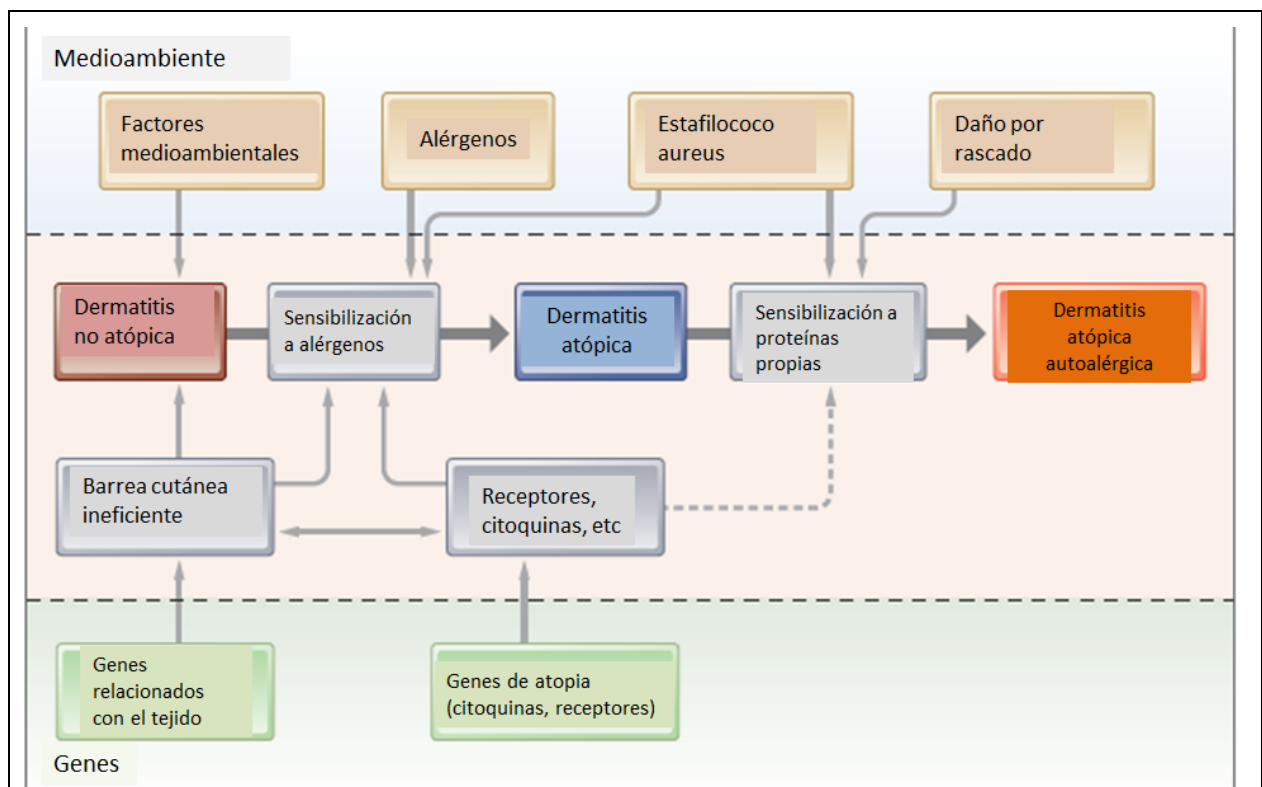 Medioambiente
Factores
medioambientales
Alérgenos
Estafilococo
aureus
Daño por
rascado
Dermatitis
no atópica
Sensibilización
a alérgenos
Dermatitis
atópica
Sensibilización a
proteínas
propias
Dermatitis
atópica
autoalérgica
Barrea cutánea
ineficiente
Receptores,
citoquinas, etc
Genes
relacionados
con el tejido
Genes de atopia
(citoquinas, receptores)
Genes